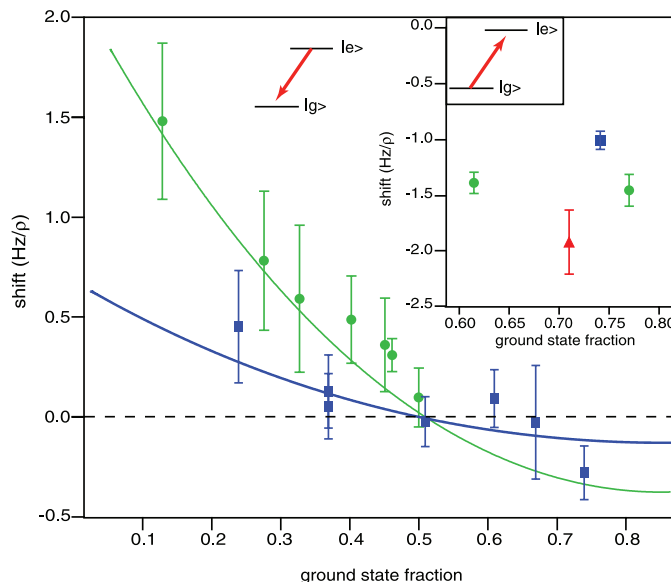 2.0
1.5
1.0
0.5
0.0
-0.5
shift (Hz/ρ)
0.1 0.2 0.3 0.4 0.5 0.6 0.7 0.8
ground state fraction
|e>
|g>
|e>
|g>
0.0
-0.5
-1.0
-1.5
-2.0
-2.5
shift (Hz/ρ)
0.60 0.65 0.70 0.75 0.80
ground state fraction